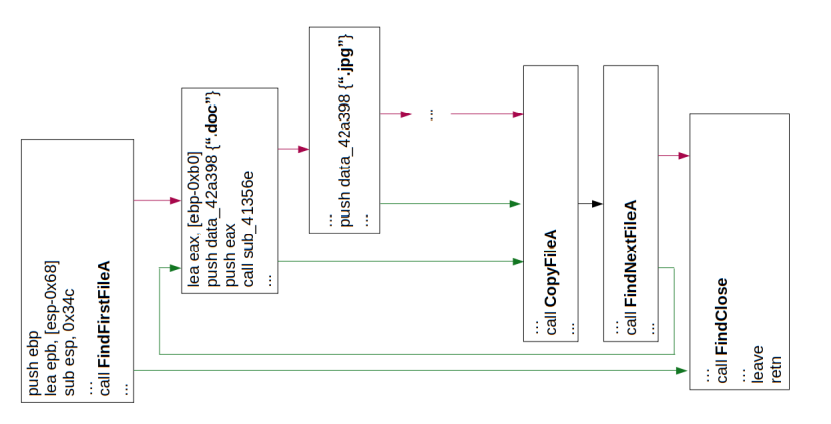 push ebp
lea epb, [esp-0x68]
sub esp, 0x34c
...
call FindFirstFileA
...
lea eax, [ebp-0xb0]
push data_42a398 {“.doc”}
push eax
call sub_41356e
...
...
push data_42a398 {“.jpg”}
...
...
...
call CopyFileA
...
...
call FindNextFileA
...
...
call FindClose
...
leave
retn